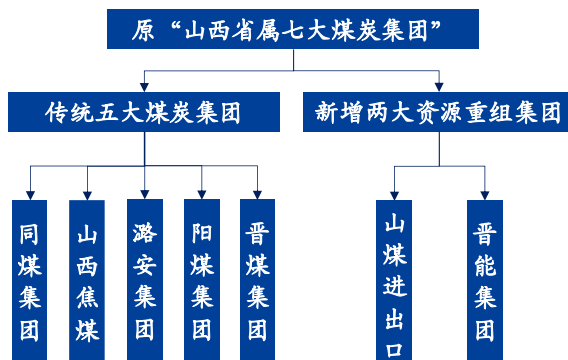 原“山西省属七大煤炭集团”
传统五大煤炭集团
新增两大资源重组集团
同煤集团
山西焦煤
潞安集团
阳煤集团
晋煤集团
山煤进出口
晋能集团